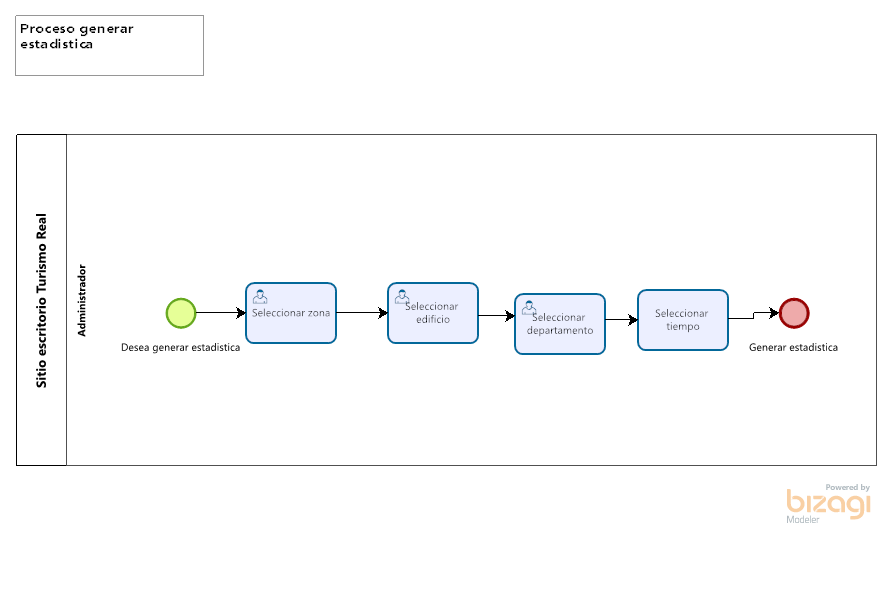 Proceso generar
estadistica
Sitio escritorio Turismo Real
Administrador
Desea generar estadistica
Seleccionar zona
Seleccionar
edificio
Seleccionar
departamento
Seleccionar
tiempo
Generar estadistica
Powered by
bizagi
Modeler